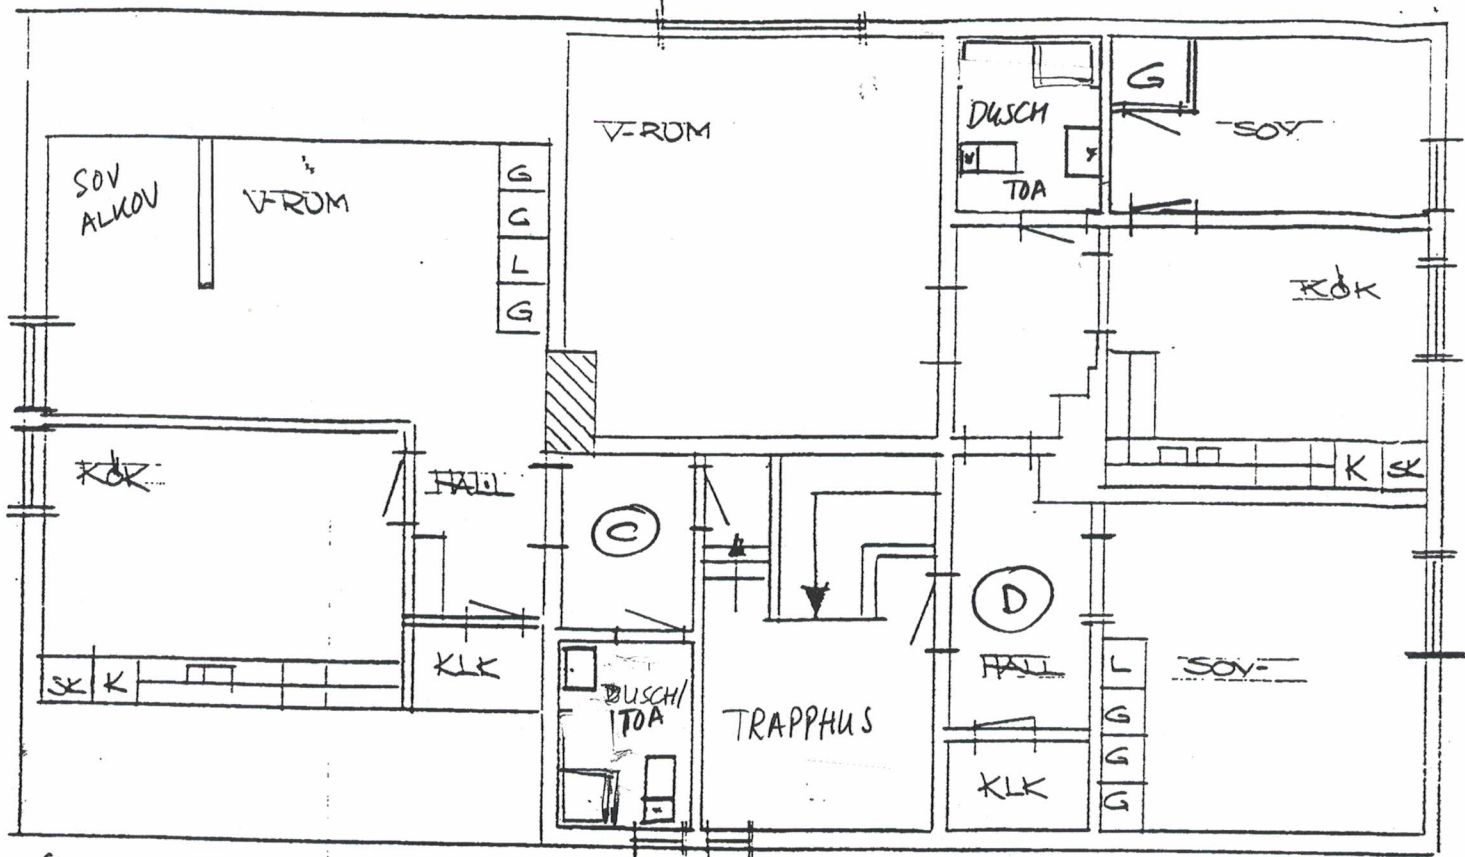 V-RUM
DUSCH
TOA
G
SOV
SOV
ALKOV
V-RUM
G
G
L
G
KÖK
KÖK
HALL
C
K
SK
D
SK
K
KLK
DUSCH/
TOA
TRAPPHUS
HALL
KLK
L
G
G
G
SOV